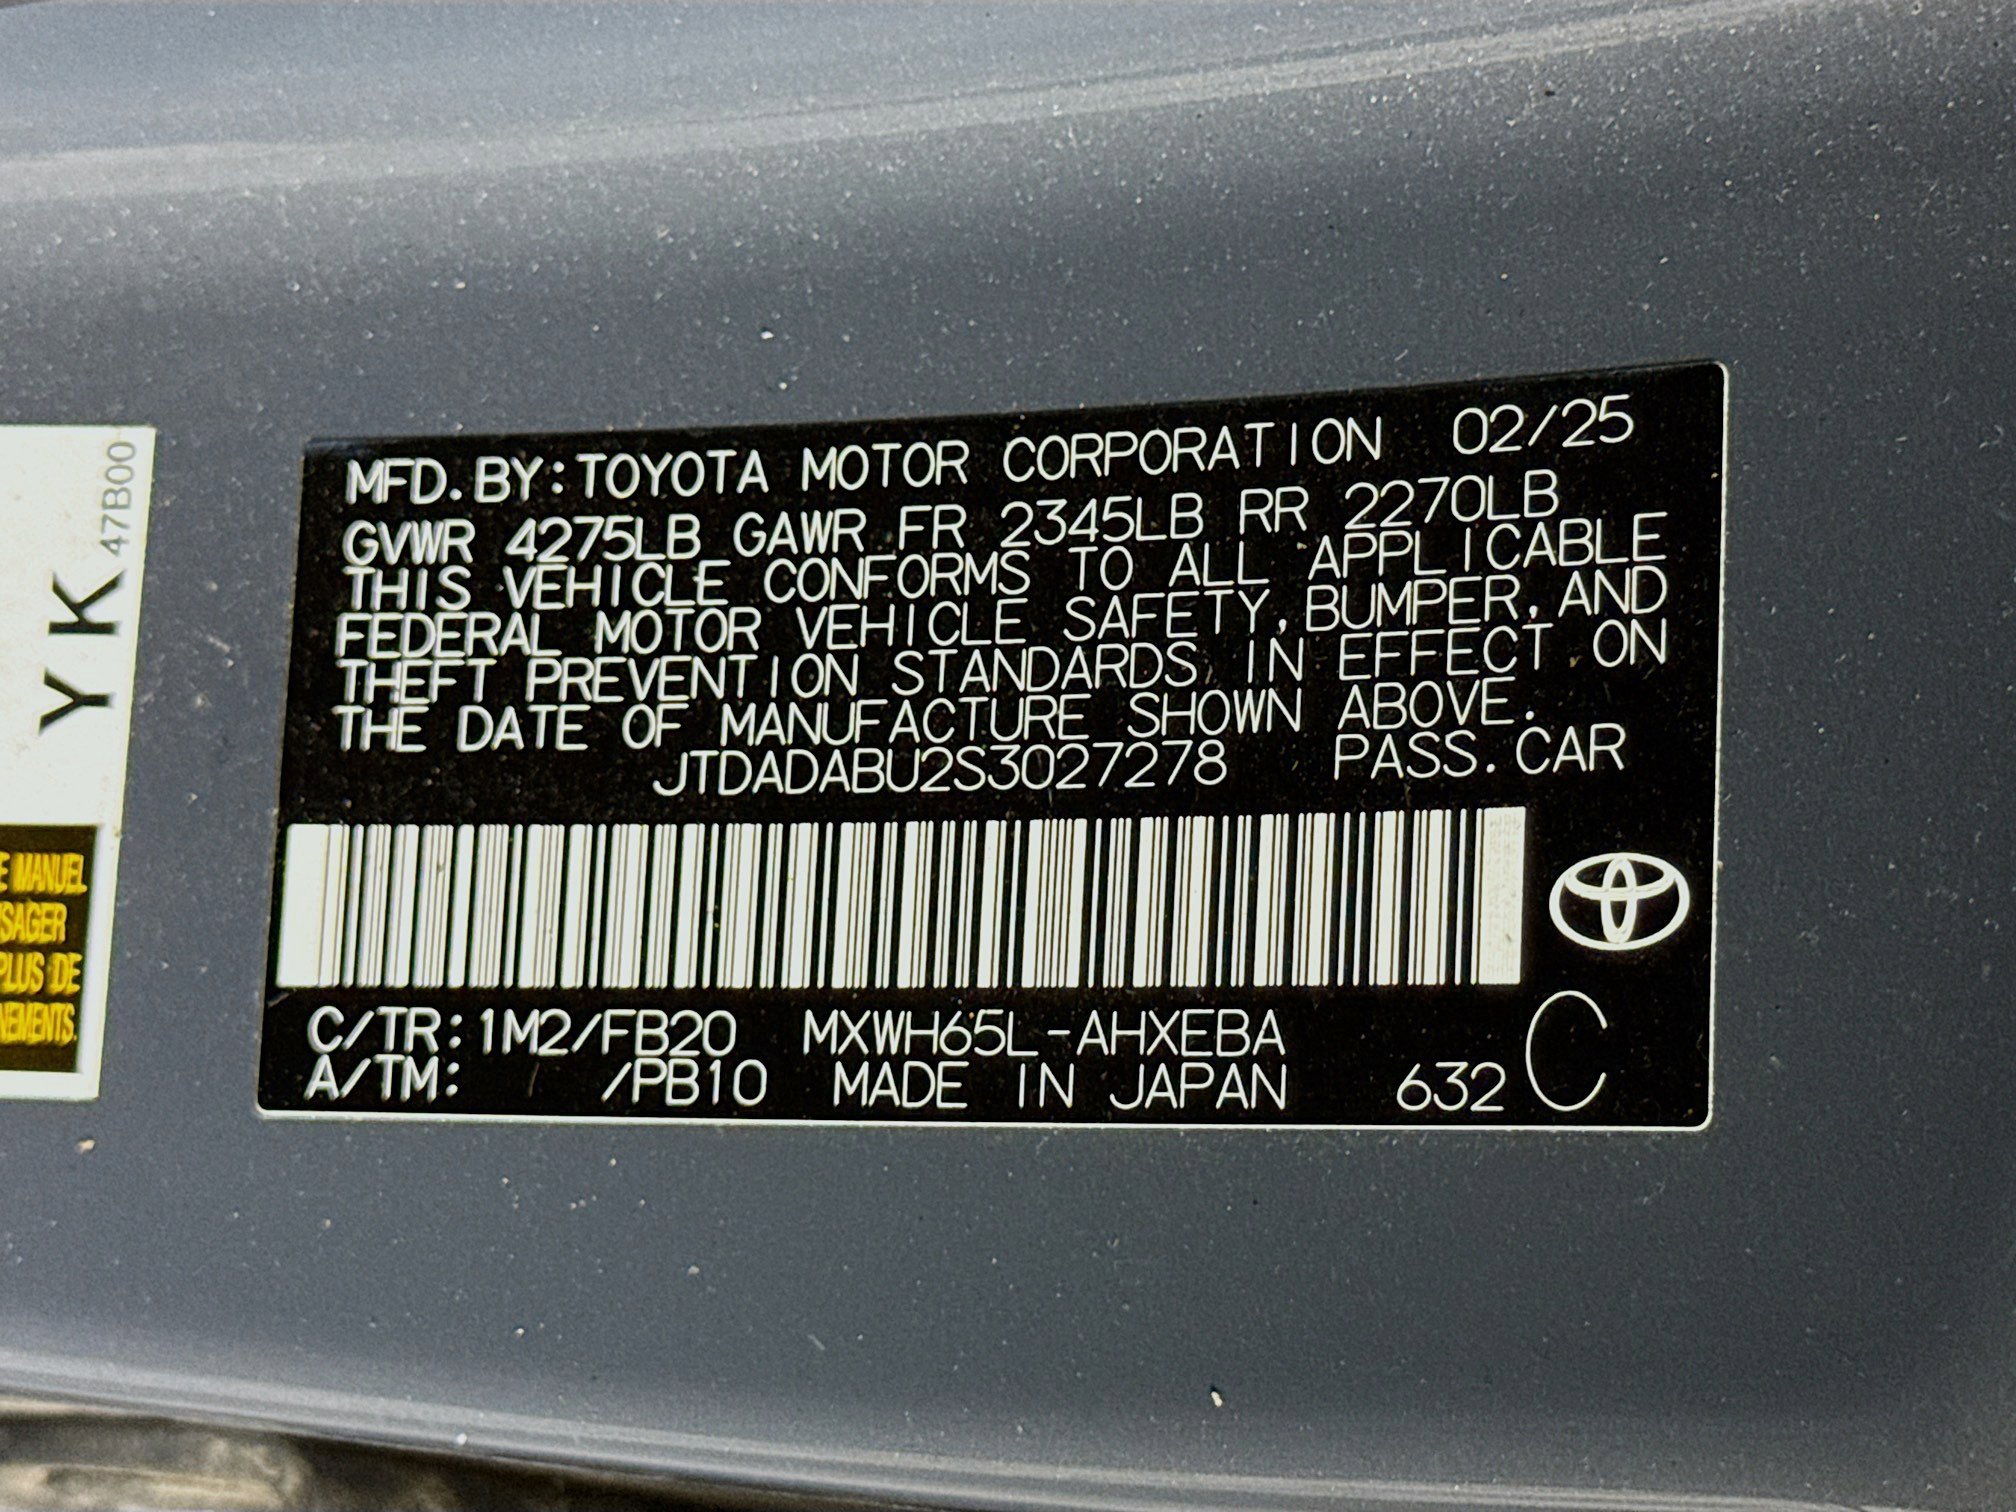 MFD. BY: TOYOTA MOTOR CORPORATION 02/25
GVWR 4275LB GAWR FR 2345LB RR 2270LB
THIS VEHICLE CONFORMS TO ALL APPLICABLE
FEDERAL MOTOR VEHICLE SAFETY, BUMPER, AND
THEFT PREVENTION STANDARDS IN EFFECT ON
THE DATE OF MANUFACTURE SHOWN ABOVE.
JTDADABU2S3027278 PASS. CAR
C/TR: 1M2/FB20 MXWH65L-AHXEBA
A/TM: /PB10 MADE IN JAPAN 632 C
YK 47B00
MANUEL
PLUS DE